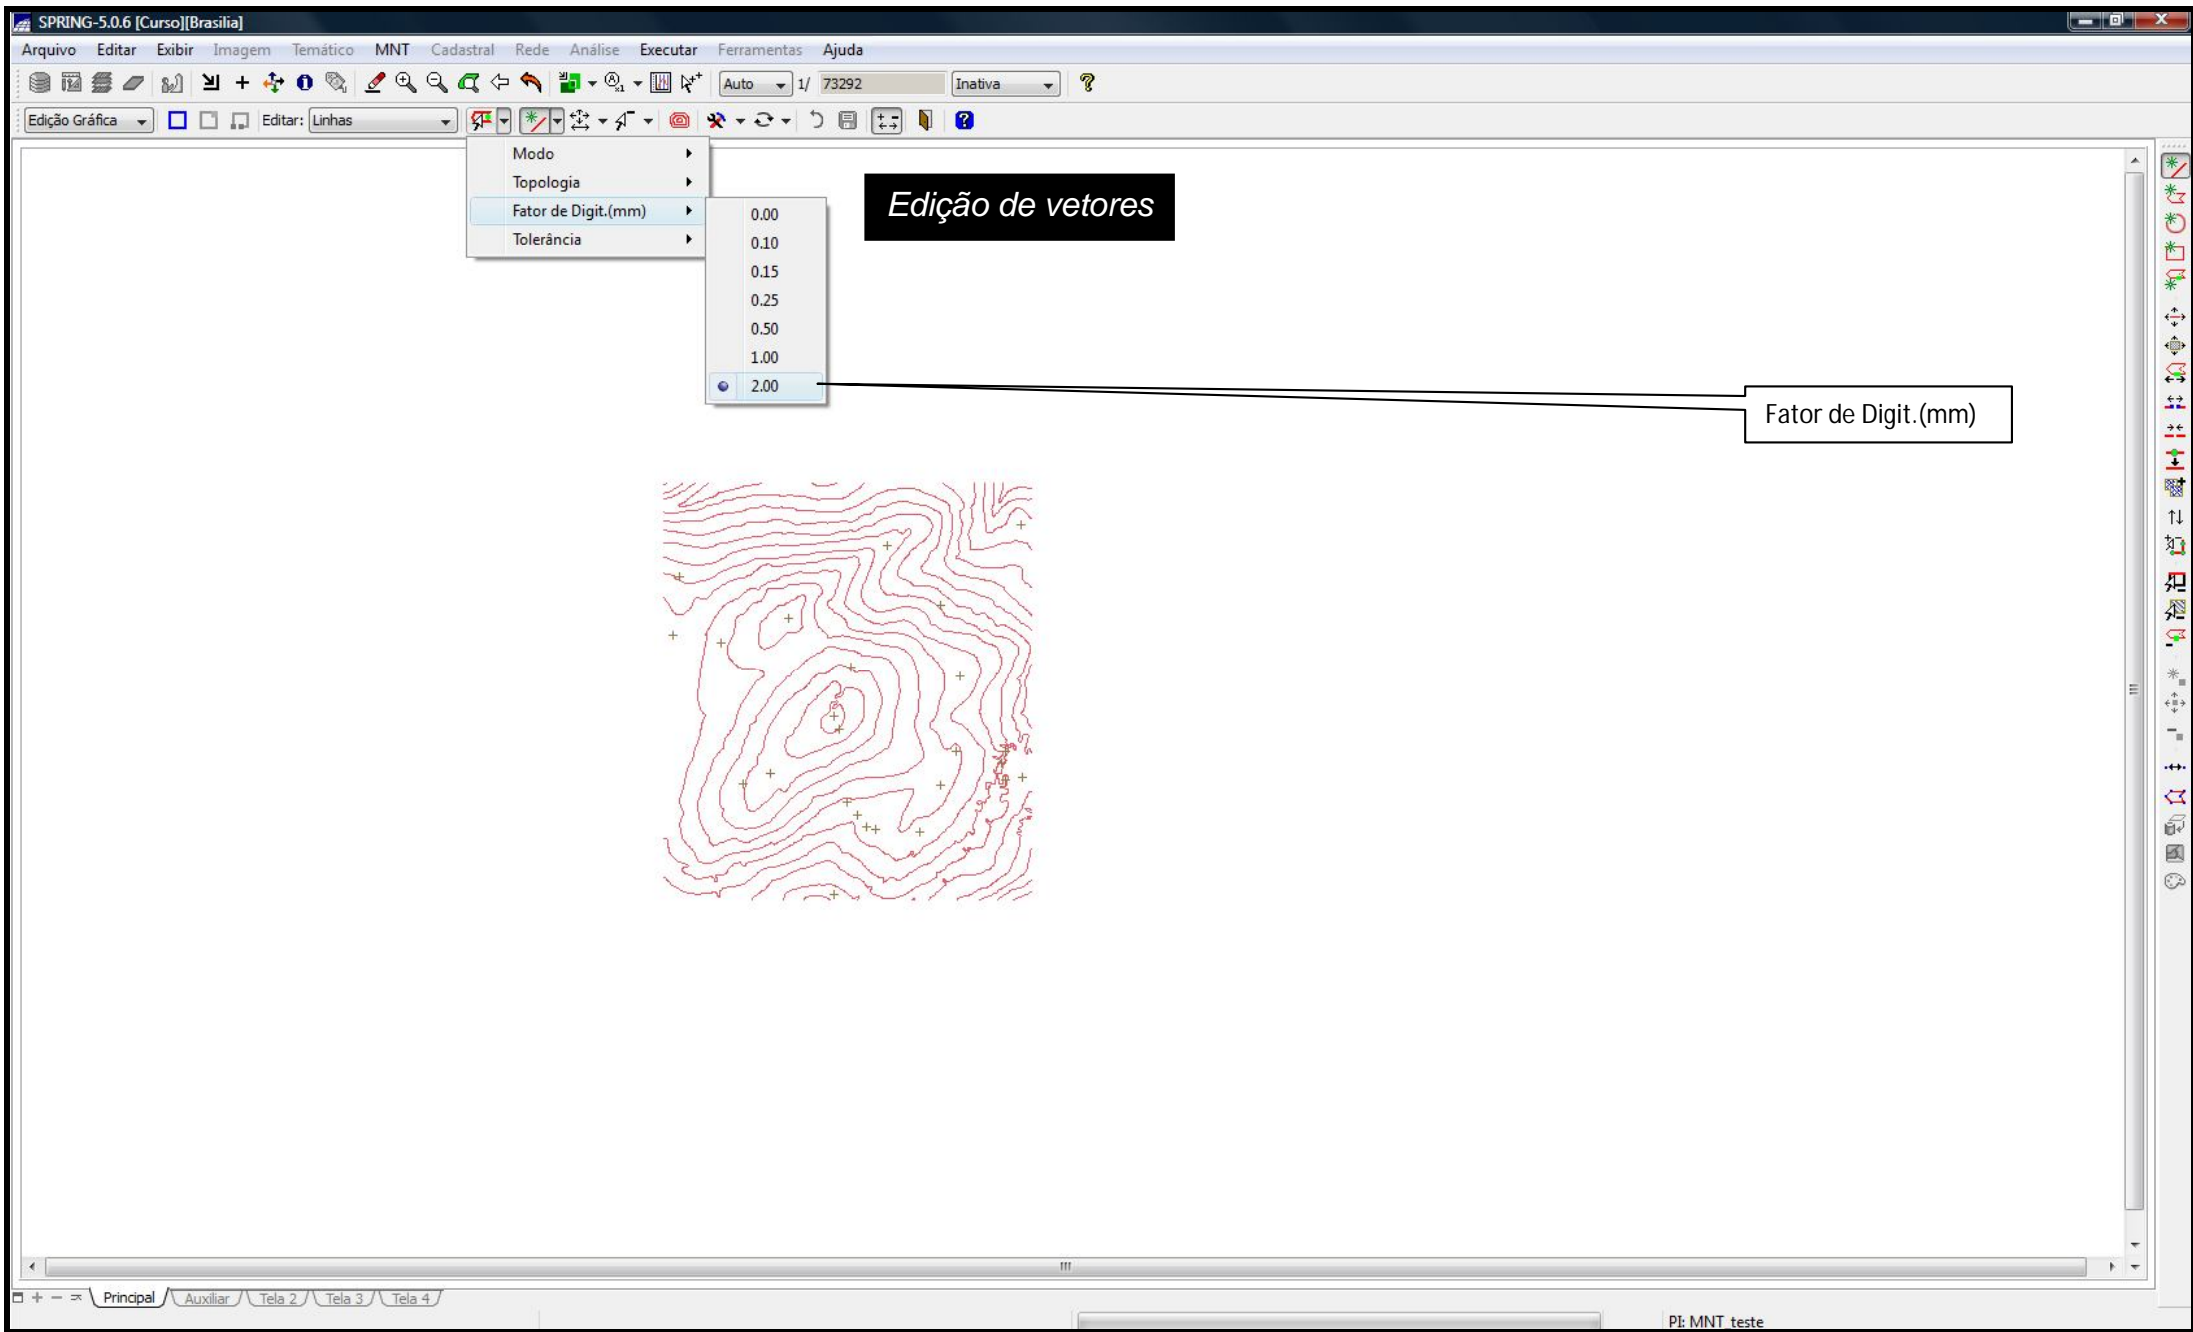 SPRING-5.0.6 [Curso][Brasilia]
Arquivo Editar Exibir Imagem Temático MNT Cadastral Rede Análise Executar Ferramentas Ajuda
Auto 1/ 73292 Inativa
Edição Gráfica Editar: Linhas
Modo
Topologia
Fator de Digit.(mm)
Tolerância
0.00
0.10
0.15
0.25
0.50
1.00
2.00
Edição de vetores
Fator de Digit.(mm)
Principal Auxiliar Tela 2 Tela 3 Tela 4
PI: MNT_teste